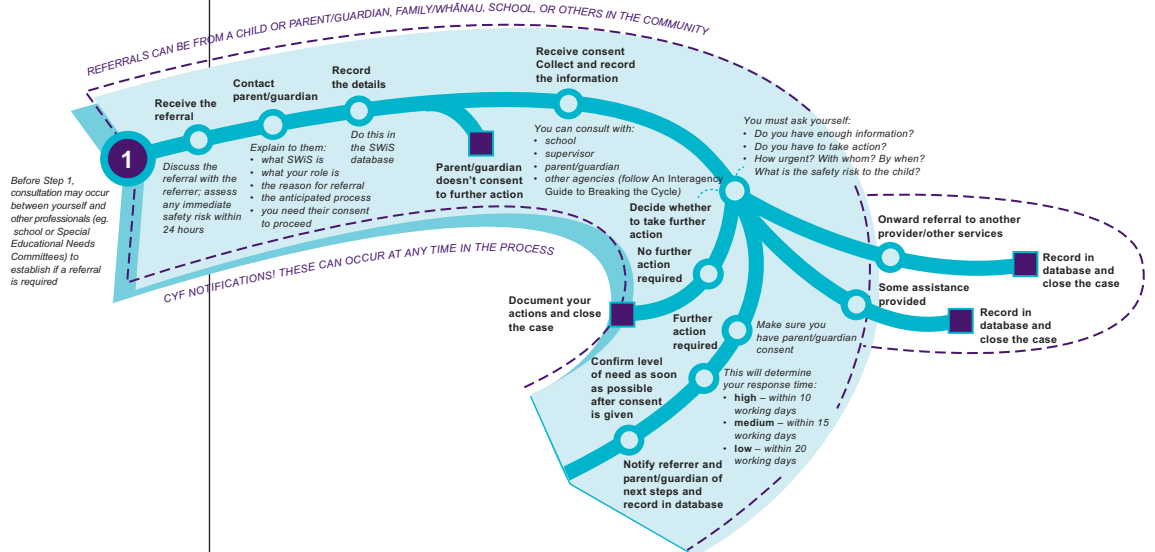 REFERRALS CAN BE FROM A CHILD OR PARENT/GUARDIAN, FAMILY/WHĀNAU, SCHOOL, OR OTHERS IN THE COMMUNITY
1
Before Step 1,
consultation may occur
between yourself and
other professionals (eg.
school or Special
Educational Needs
Committees) to
establish if a referral
is required
Receive the
referral
Discuss the
referral with the
referrer; assess
any immediate
safety risk within
24 hours
Contact
parent/guardian
Explain to them:
• what SWiS is
• what your role is
• the reason for referral
• the anticipated process
• you need their consent
to proceed
Record
the details
Do this in
the SWiS
database
Parent/guardian
doesn't consent
to further action
Receive consent
Collect and record
the information
You can consult with:
• school
• supervisor
• parent/guardian
• other agencies (follow An Interagency
Guide to Breaking the Cycle)
You must ask yourself:
• Do you have enough information?
• Do you have to take action?
• How urgent? With whom? By when?
• What is the safety risk to the child?
Decide whether
to take further
action
No further
action
required
Document your
actions and close
the case
Onward referral to another
provider/other services
Record in
database and
close the case
Some assistance
provided
Record in
database and
close the case
Further
action
required
Make sure you
have parent/guardian
consent
Confirm level
of need as soon
as possible
after consent
is given
This will determine
your response time:
• high – within 10
working days
• medium – within 15
working days
• low – within 20
working days
Notify referrer and
parent/guardian of
next steps and
record in database
CYF NOTIFICATIONS! THESE CAN OCCUR AT ANY TIME IN THE PROCESS